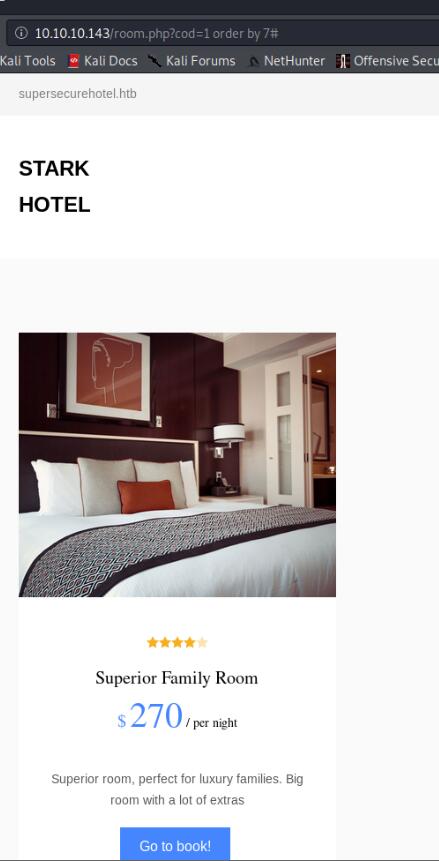 10.10.10.143/room.php?cod=1 order by 7#
Kali Tools Kali Docs Kali Forums NetHunter Offensive Secu
supersecurehotel.htb
STARK
HOTEL
Superior Family Room
$ 270 / per night
Superior room, perfect for luxury families. Big
room with a lot of extras
Go to book!